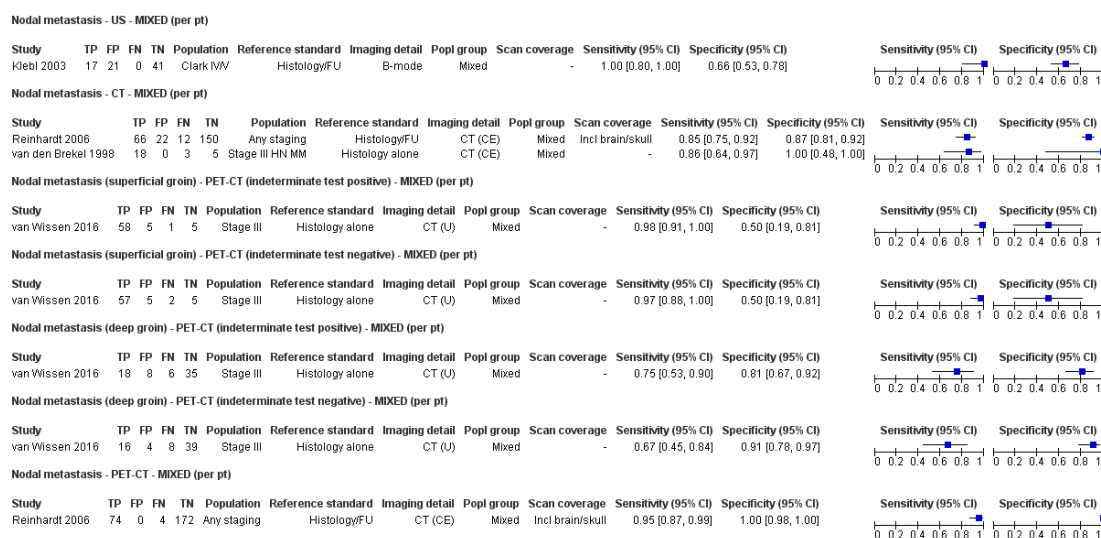 Nodal metastasis - US - MIXED (per pt)
Study TP FP FN TN Population Reference standard Imaging detail Popl group Scan coverage Sensitivity (95% CI) Specificity (95% CI) Sensitivity (95% CI) Specificity (95% CI)
Klebl 2003 17 21 0 41 Clark IV/V Histology/FU B-mode Mixed - 1.00 [0.80, 1.00] 0.66 [0.53, 0.78]
0 0.2 0.4 0.6 0.8 1 0 0.2 0.4 0.6 0.8 1
Nodal metastasis - CT - MIXED (per pt)
Study TP FP FN TN Population Reference standard Imaging detail Popl group Scan coverage Sensitivity (95% CI) Specificity (95% CI) Sensitivity (95% CI) Specificity (95% CI)
Reinhardt 2006 66 22 12 150 Any staging Histology/FU CT (CE) Mixed Incl brain/skull 0.85 [0.75, 0.92] 0.87 [0.81, 0.92]
van den Brekel 1998 18 0 3 5 Stage III HN MM Histology alone CT (CE) Mixed - 0.86 [0.64, 0.97] 1.00 [0.48, 1.00]
0 0.2 0.4 0.6 0.8 1 0 0.2 0.4 0.6 0.8 1
Nodal metastasis (superficial groin) - PET-CT (indeterminate test positive) - MIXED (per pt)
Study TP FP FN TN Population Reference standard Imaging detail Popl group Scan coverage Sensitivity (95% CI) Specificity (95% CI) Sensitivity (95% CI) Specificity (95% CI)
van Wissen 2016 58 5 1 5 Stage III Histology alone CT (U) Mixed - 0.98 [0.91, 1.00] 0.50 [0.19, 0.81]
0 0.2 0.4 0.6 0.8 1 0 0.2 0.4 0.6 0.8 1
Nodal metastasis (superficial groin) - PET-CT (indeterminate test negative) - MIXED (per pt)
Study TP FP FN TN Population Reference standard Imaging detail Popl group Scan coverage Sensitivity (95% CI) Specificity (95% CI) Sensitivity (95% CI) Specificity (95% CI)
van Wissen 2016 57 5 2 5 Stage III Histology alone CT (U) Mixed - 0.97 [0.88, 1.00] 0.50 [0.19, 0.81]
0 0.2 0.4 0.6 0.8 1 0 0.2 0.4 0.6 0.8 1
Nodal metastasis (deep groin) - PET-CT (indeterminate test positive) - MIXED (per pt)
Study TP FP FN TN Population Reference standard Imaging detail Popl group Scan coverage Sensitivity (95% CI) Specificity (95% CI) Sensitivity (95% CI) Specificity (95% CI)
van Wissen 2016 18 8 6 35 Stage III Histology alone CT (U) Mixed - 0.75 [0.53, 0.90] 0.81 [0.67, 0.92]
0 0.2 0.4 0.6 0.8 1 0 0.2 0.4 0.6 0.8 1
Nodal metastasis (deep groin) - PET-CT (indeterminate test negative) - MIXED (per pt)
Study TP FP FN TN Population Reference standard Imaging detail Popl group Scan coverage Sensitivity (95% CI) Specificity (95% CI) Sensitivity (95% CI) Specificity (95% CI)
van Wissen 2016 16 4 8 39 Stage III Histology alone CT (U) Mixed - 0.67 [0.45, 0.84] 0.91 [0.78, 0.97]
0 0.2 0.4 0.6 0.8 1 0 0.2 0.4 0.6 0.8 1
Nodal metastasis - PET-CT - MIXED (per pt)
Study TP FP FN TN Population Reference standard Imaging detail Popl group Scan coverage Sensitivity (95% CI) Specificity (95% CI) Sensitivity (95% CI) Specificity (95% CI)
Reinhardt 2006 74 0 4 172 Any staging Histology/FU CT (CE) Mixed Incl brain/skull 0.95 [0.87, 0.99] 1.00 [0.98, 1.00]
0 0.2 0.4 0.6 0.8 1 0 0.2 0.4 0.6 0.8 1